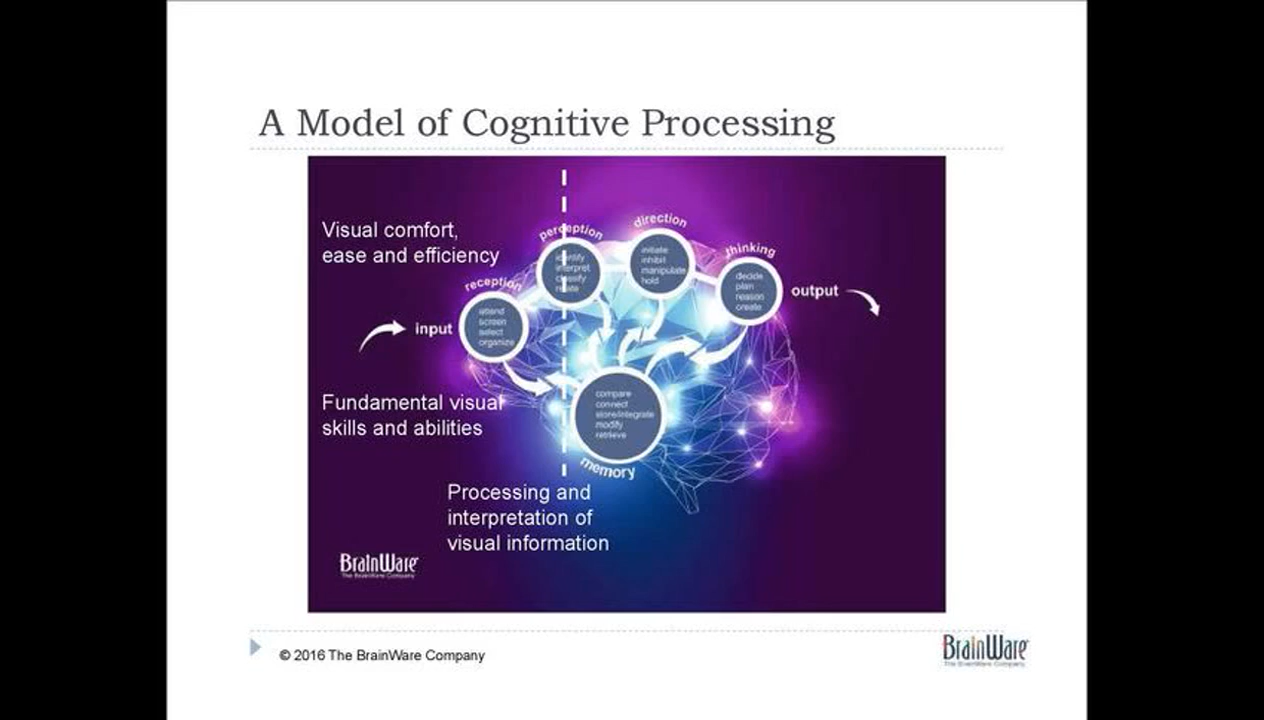 A Model of Cognitive Processing
Visual comfort,
ease and efficiency
input
reception
attend
screen
select
organize
perception
identify
interpret
classify
relate
direction
initiate
inhibit
manipulate
hold
thinking
decide
plan
reason
create
output
Fundamental visual
skills and abilities
compare
connect
store/integrate
modify
retrieve
memory
Processing and
interpretation of
visual information
BrainWare
The BrainWare Company
© 2016 The BrainWare Company
BrainWare
The BrainWare Company